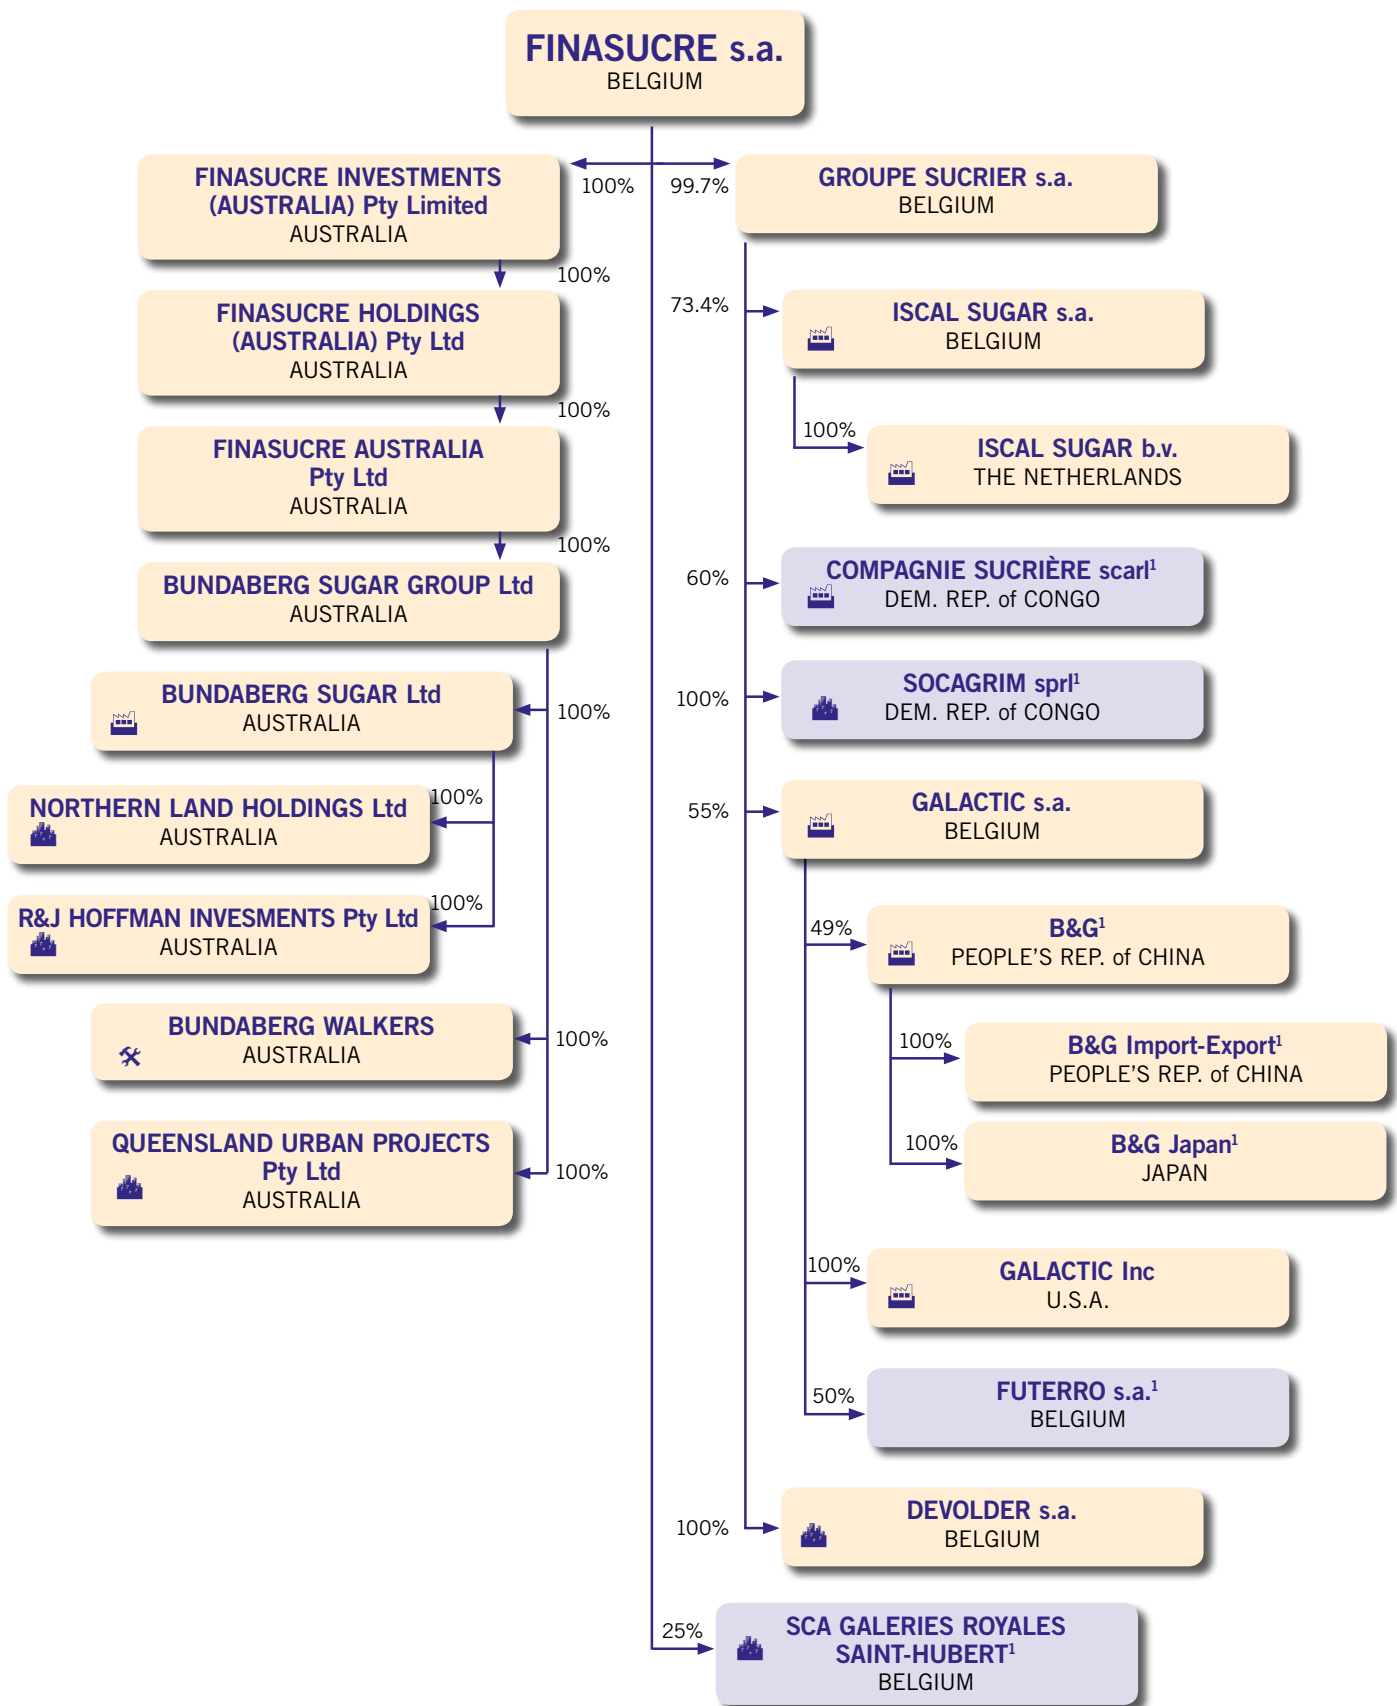 FINASUCRE s.a.
BELGIUM
FINASUCRE INVESTMENTS
(AUSTRALIA) Pty Limited
AUSTRALIA
100%
99.7%
GROUPE SUCRIER s.a.
BELGIUM
100%
FINASUCRE HOLDINGS
(AUSTRALIA) Pty Ltd
AUSTRALIA
100%
FINASUCRE AUSTRALIA
Pty Ltd
AUSTRALIA
100%
BUNDABERG SUGAR GROUP Ltd
AUSTRALIA
BUNDABERG SUGAR Ltd
AUSTRALIA
100%
NORTHERN LAND HOLDINGS Ltd
AUSTRALIA
100%
R&J HOFFMAN INVESMENTS Pty Ltd
AUSTRALIA
100%
BUNDABERG WALKERS
AUSTRALIA
100%
QUEENSLAND URBAN PROJECTS
Pty Ltd
AUSTRALIA
100%
73.4%
ISCAL SUGAR s.a.
BELGIUM
100%
ISCAL SUGAR b.v.
THE NETHERLANDS
60%
COMPAGNIE SUCRIÈRE scarl¹
DEM. REP. of CONGO
100%
SOCAGRIM sprl¹
DEM. REP. of CONGO
55%
GALACTIC s.a.
BELGIUM
49%
B&G¹
PEOPLE'S REP. of CHINA
100%
B&G Import-Export¹
PEOPLE'S REP. of CHINA
100%
B&G Japan¹
JAPAN
100%
GALACTIC Inc
U.S.A.
50%
FUTERRO s.a.¹
BELGIUM
100%
DEVOLDER s.a.
BELGIUM
25%
SCA GALERIES ROYALES
SAINT-HUBERT¹
BELGIUM